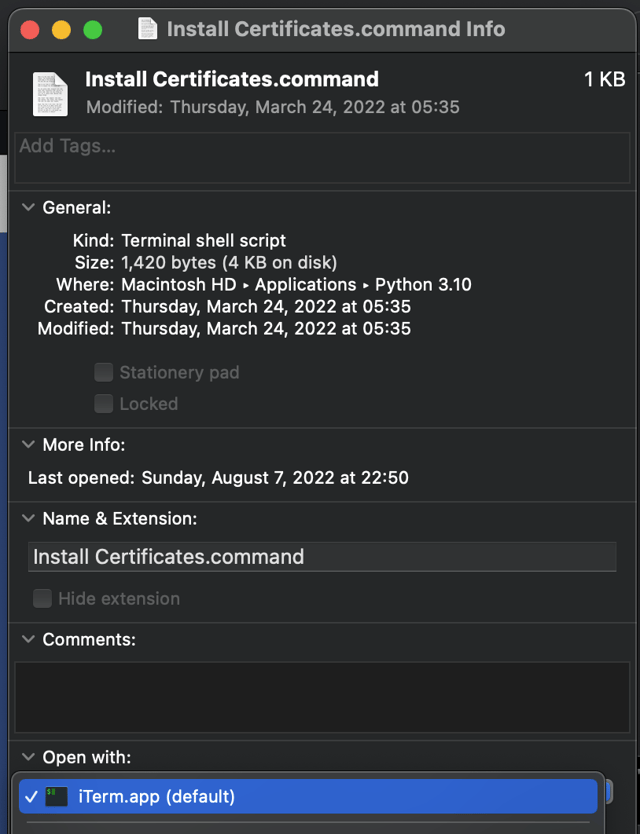 Install Certificates.command Info
Install Certificates.command 1 KB
Modified: Thursday, March 24, 2022 at 05:35
Add Tags...
General:
Kind: Terminal shell script
Size: 1,420 bytes (4 KB on disk)
Where: Macintosh HD ▸ Applications ▸ Python 3.10
Created: Thursday, March 24, 2022 at 05:35
Modified: Thursday, March 24, 2022 at 05:35
Stationery pad
Locked
More Info:
Last opened: Sunday, August 7, 2022 at 22:50
Name & Extension:
Install Certificates.command
Hide extension
Comments:
Open with:
iTerm.app (default)